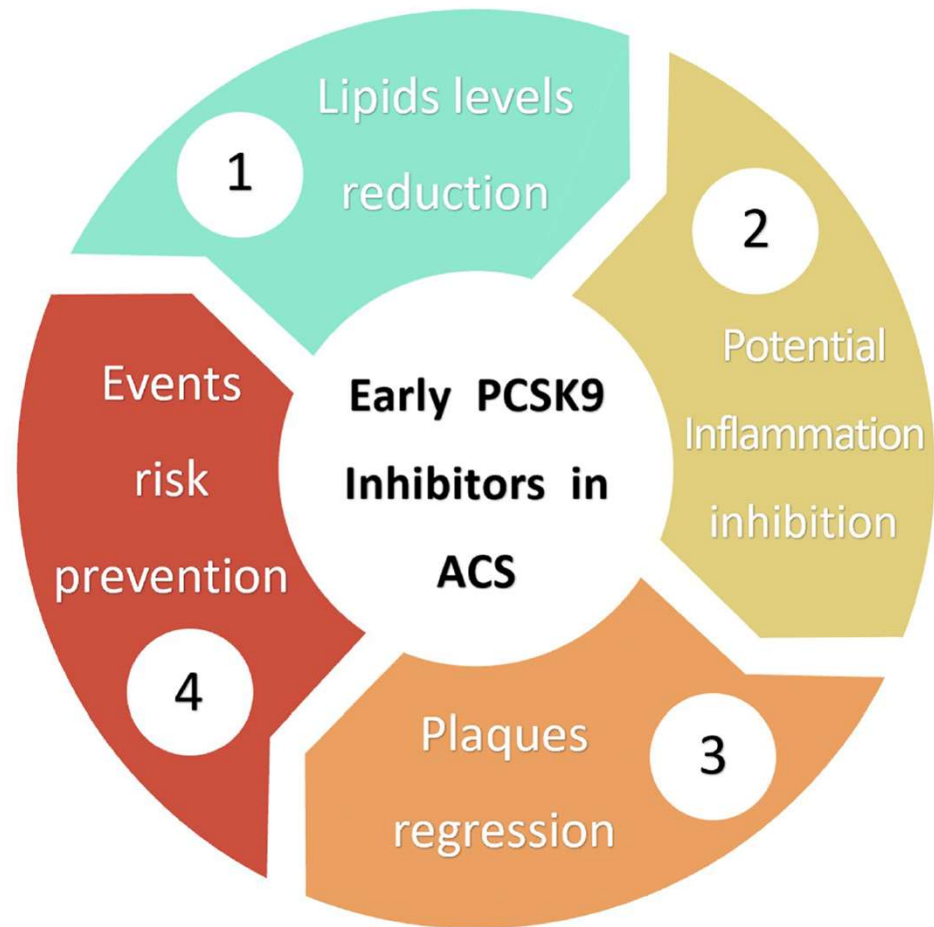 1
Lipids levels
reduction
2
Potential
Inflammation
inhibition
3
Plaques
regression
4
Events
risk
prevention
Early PCSK9
Inhibitors in
ACS